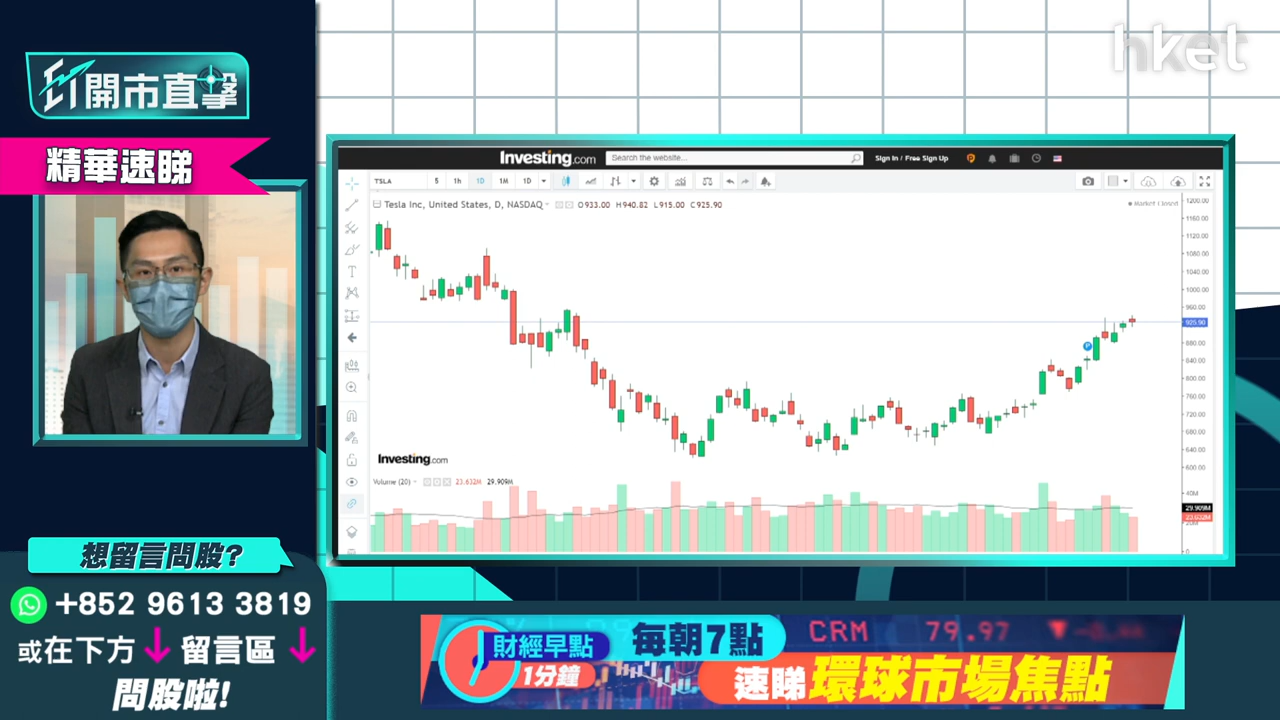 hket
ET開市直擊
精華速睇
Investing.com
Search the website...
Sign In / Free Sign Up
TSLA
5
1h
1D
1M
1D
Tesla Inc, United States, D, NASDAQ
O933.00 H940.82 L915.00 C925.90
Market Closed
1200.00
1160.00
1120.00
1080.00
1040.00
1000.00
960.00
925.90
880.00
840.00
800.00
760.00
720.00
680.00
640.00
600.00
Investing.com
Volume (20)
23.632M 29.909M
40M
29.909M
23.632M
20M
0
想留言問股?
+852 9613 3819
或在下方↓留言區↓
問股啦!
財經早點
1分鐘
每朝7點
速睇環球市場焦點
CRM 79.97